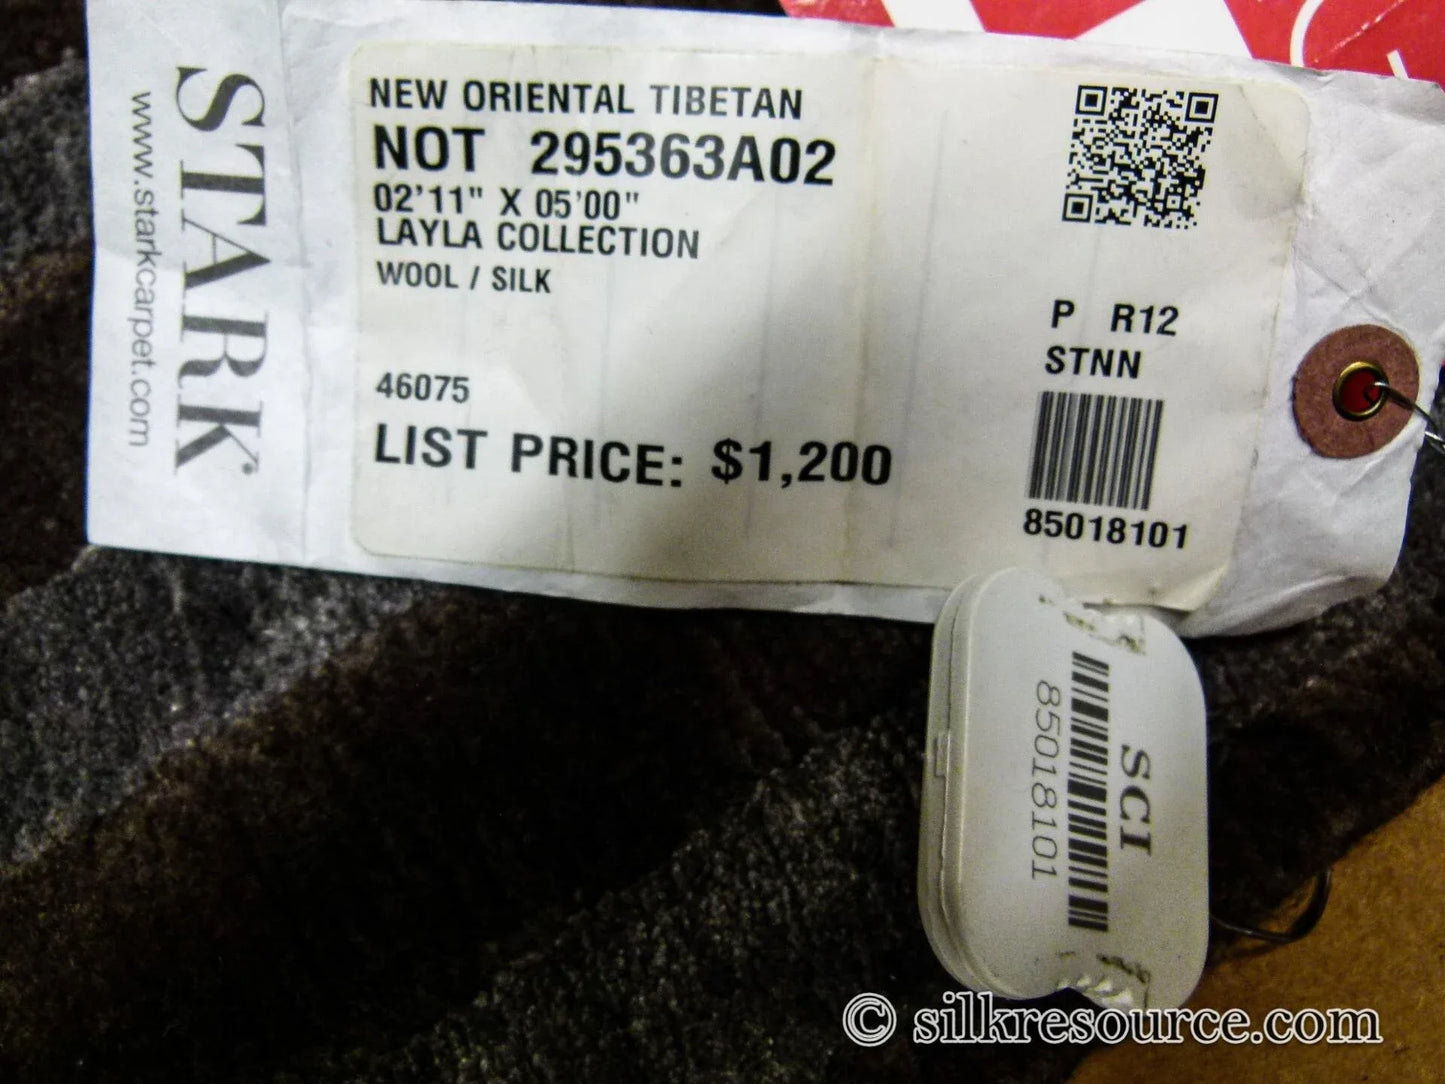 STARK
www.starkcarpet.com
NEW ORIENTAL TIBETAN
NOT 295363A02
02'11" X 05'00"
LAYLA COLLECTION
WOOL / SILK
46075
LIST PRICE: $1,200
P R12
STNN
85018101
SCI
85018101
© silkresource.com